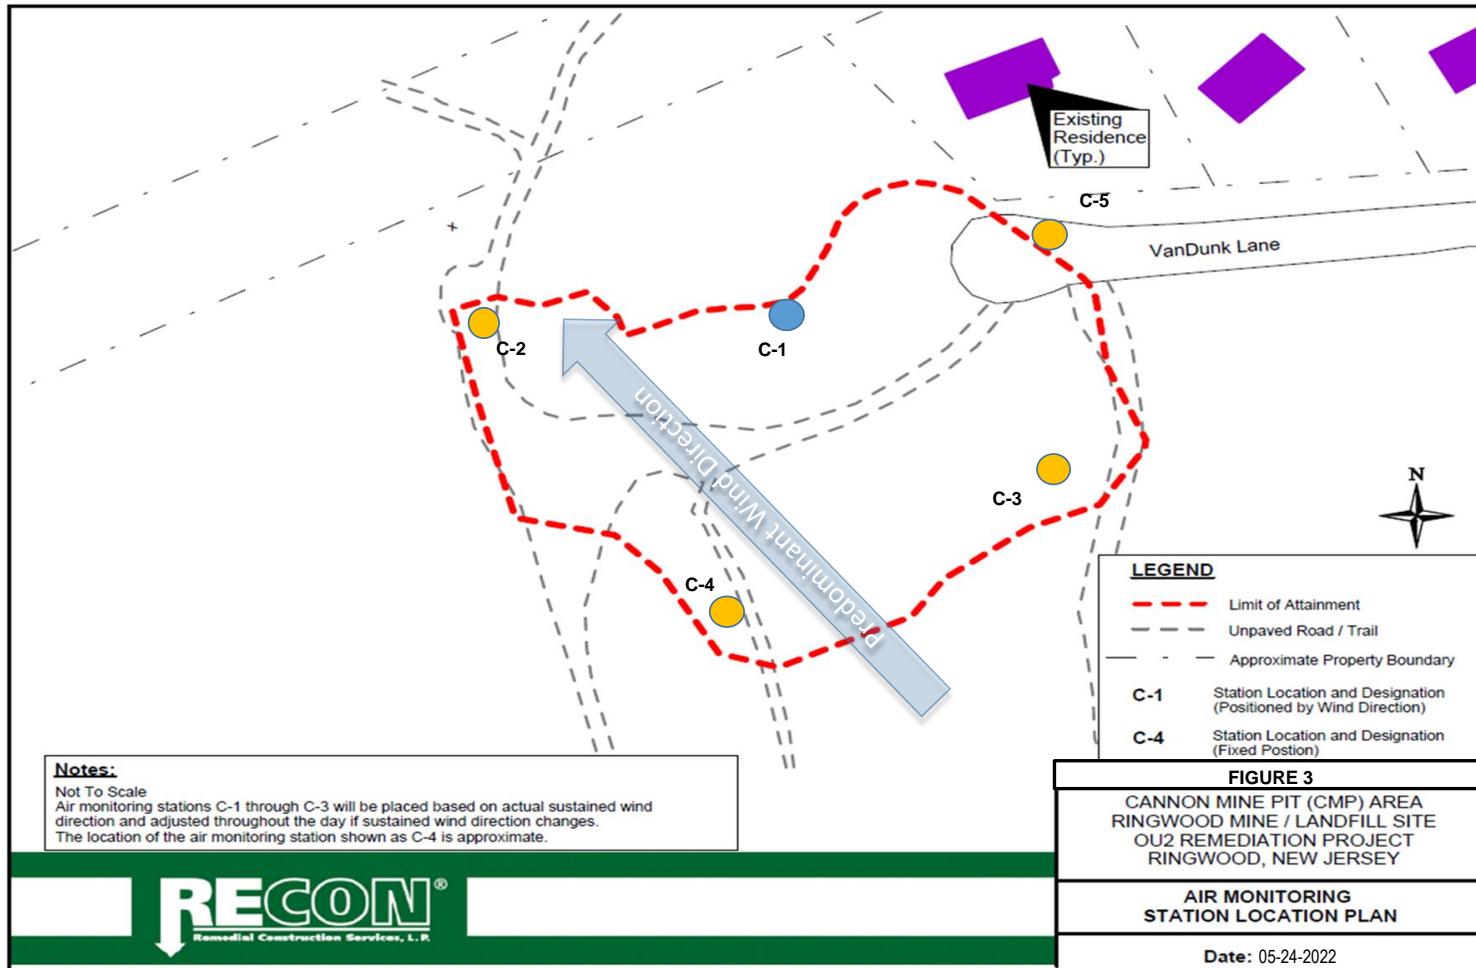 Existing
Residence
(Typ.)
C-5
VanDunk Lane
C-2
C-1
Predominant Wind Direction
C-3
N
C-4
LEGEND
Limit of Attainment
Unpaved Road / Trail
Approximate Property Boundary
C-1 Station Location and Designation
(Positioned by Wind Direction)
C-4 Station Location and Designation
(Fixed Postion)
Notes:
Not To Scale
Air monitoring stations C-1 through C-3 will be placed based on actual sustained wind
direction and adjusted throughout the day if sustained wind direction changes.
The location of the air monitoring station shown as C-4 is approximate.
FIGURE 3
CANNON MINE PIT (CMP) AREA
RINGWOOD MINE / LANDFILL SITE
OU2 REMEDIATION PROJECT
RINGWOOD, NEW JERSEY
AIR MONITORING
STATION LOCATION PLAN
Date: 05-24-2022
RECON®
Remedial Construction Services, L.P.